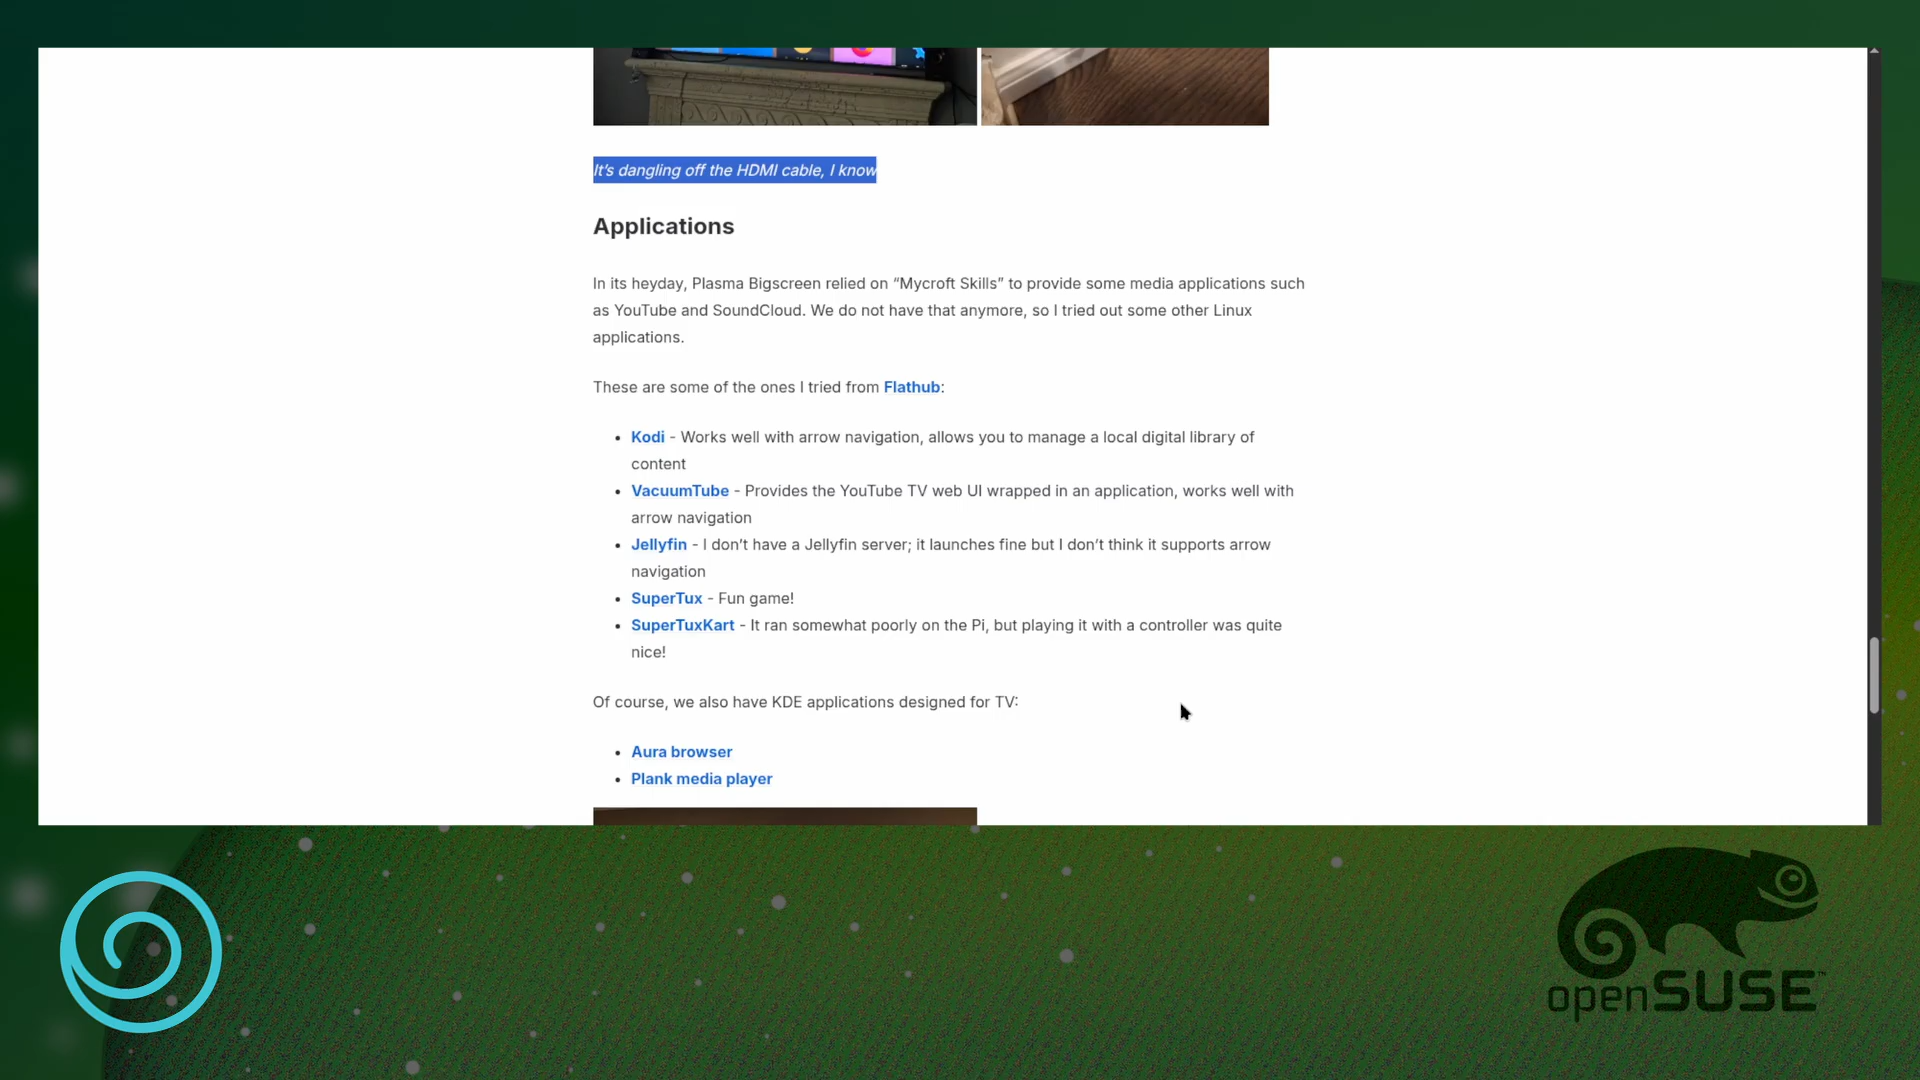 It’s dangling off the HDMI cable, I know
Applications
In its heyday, Plasma Bigscreen relied on “Mycroft Skills” to provide some media applications such
as YouTube and SoundCloud. We do not have that anymore, so I tried out some other Linux
applications.
These are some of the ones I tried from Flathub:
• Kodi - Works well with arrow navigation, allows you to manage a local digital library of
content
• VacuumTube - Provides the YouTube TV web UI wrapped in an application, works well with
arrow navigation
• Jellyfin - I don’t have a Jellyfin server; it launches fine but I don’t think it supports arrow
navigation
• SuperTux - Fun game!
• SuperTuxKart - It ran somewhat poorly on the Pi, but playing it with a controller was quite
nice!
Of course, we also have KDE applications designed for TV:
• Aura browser
• Plank media player
openSUSE™